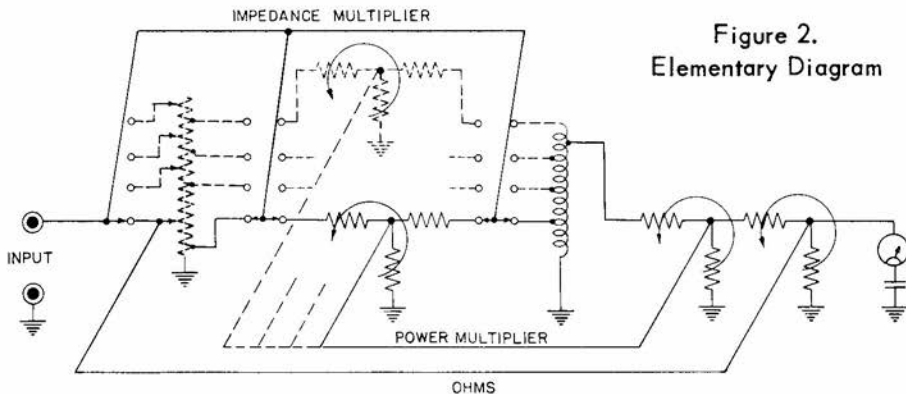 IMPEDANCE MULTIPLIER
Figure 2.
Elementary Diagram
INPUT
POWER MULTIPLIER
OHMS